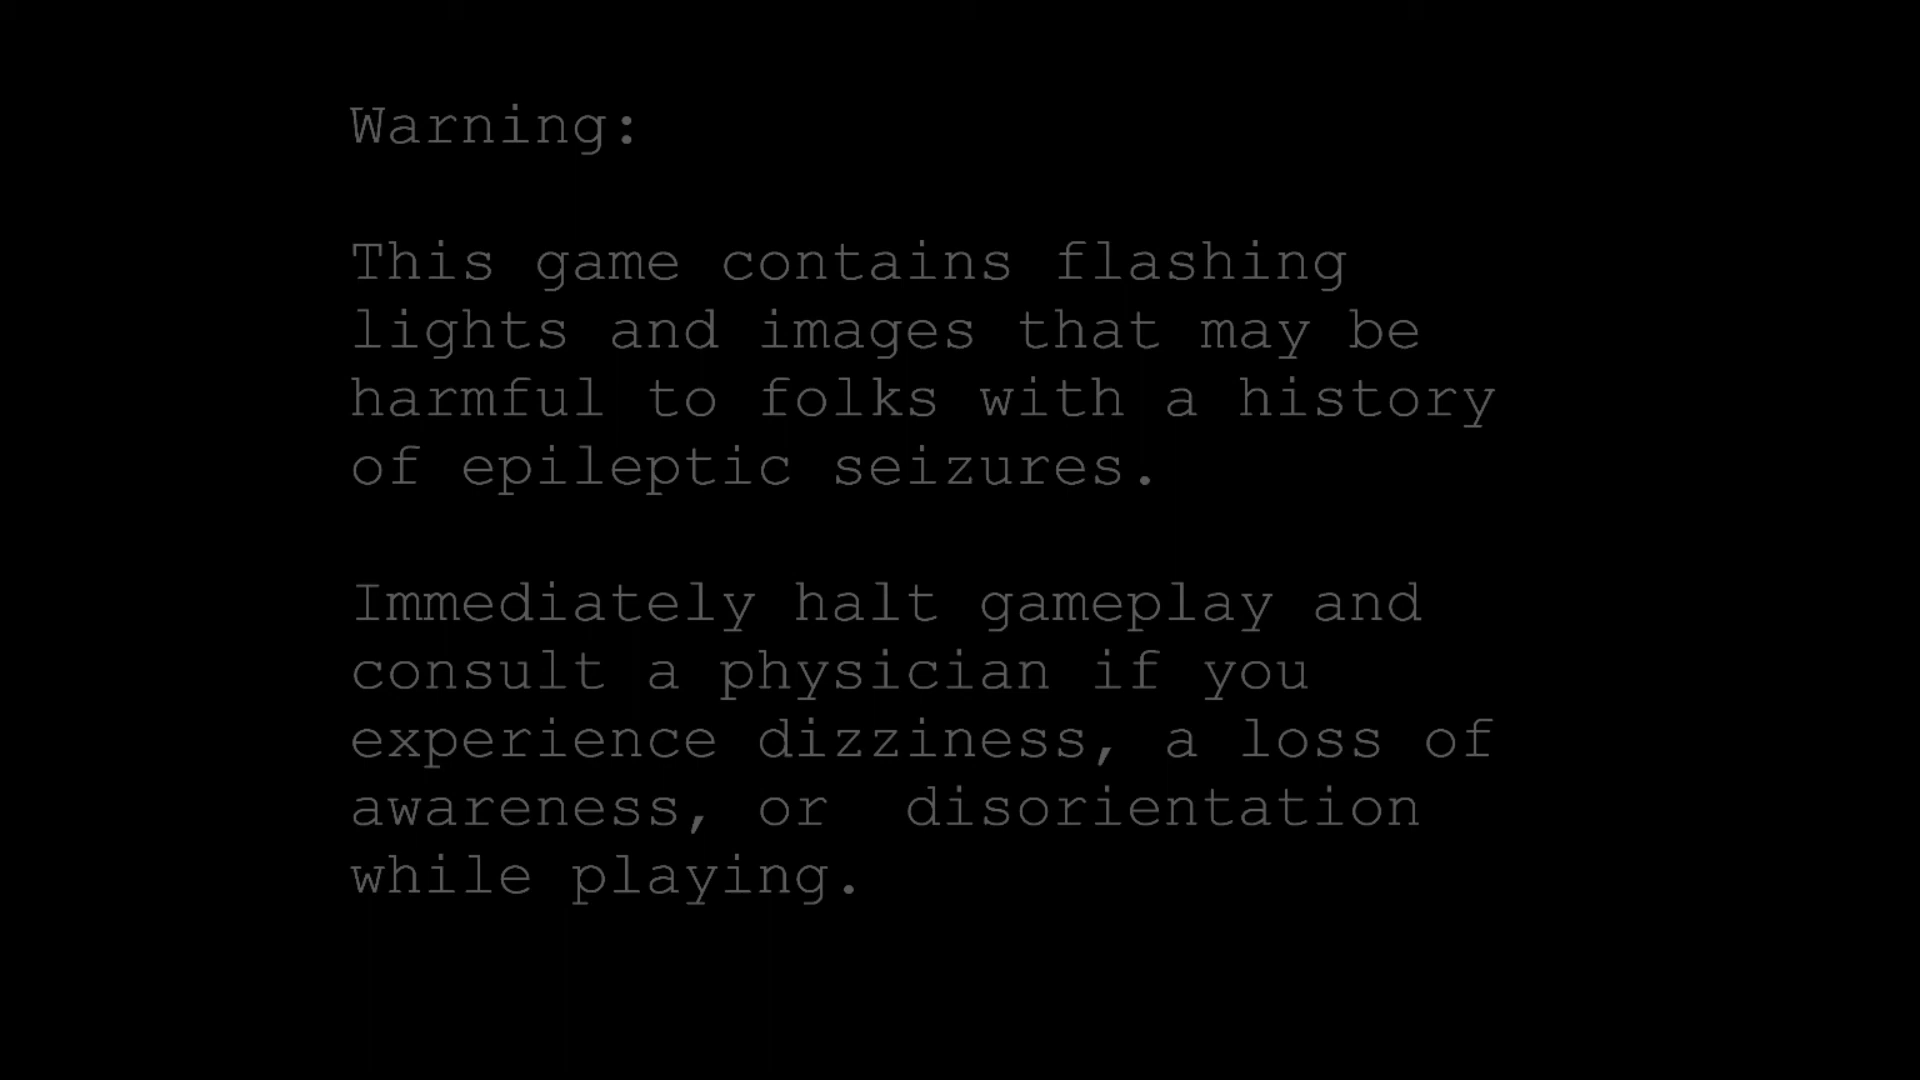 Warning:
This game contains flashing
lights and images that may be
harmful to folks with a history
of epileptic seizures.
Immediately halt gameplay and
consult a physician if you
experience dizziness, a loss of
awareness, or  disorientation
while playing.